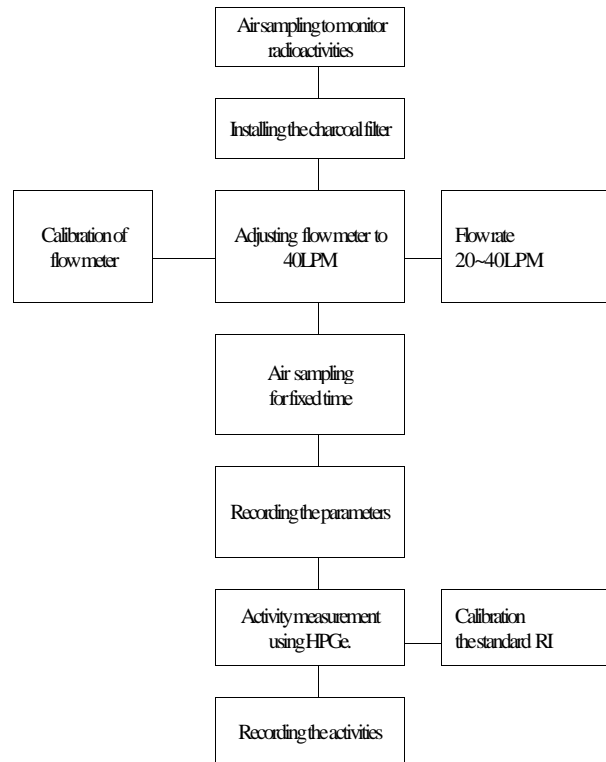 Air sampling to monitor
radioactivities
Installing the charcoal filter
Calibration of
flow meter
Adjusting flow meter to
40LPM
Flow rate
20~40LPM
Air sampling
for fixed time
Recording the parameters
Activity measurement
using HPGe.
Calibration
the standard RI
Recording the activities